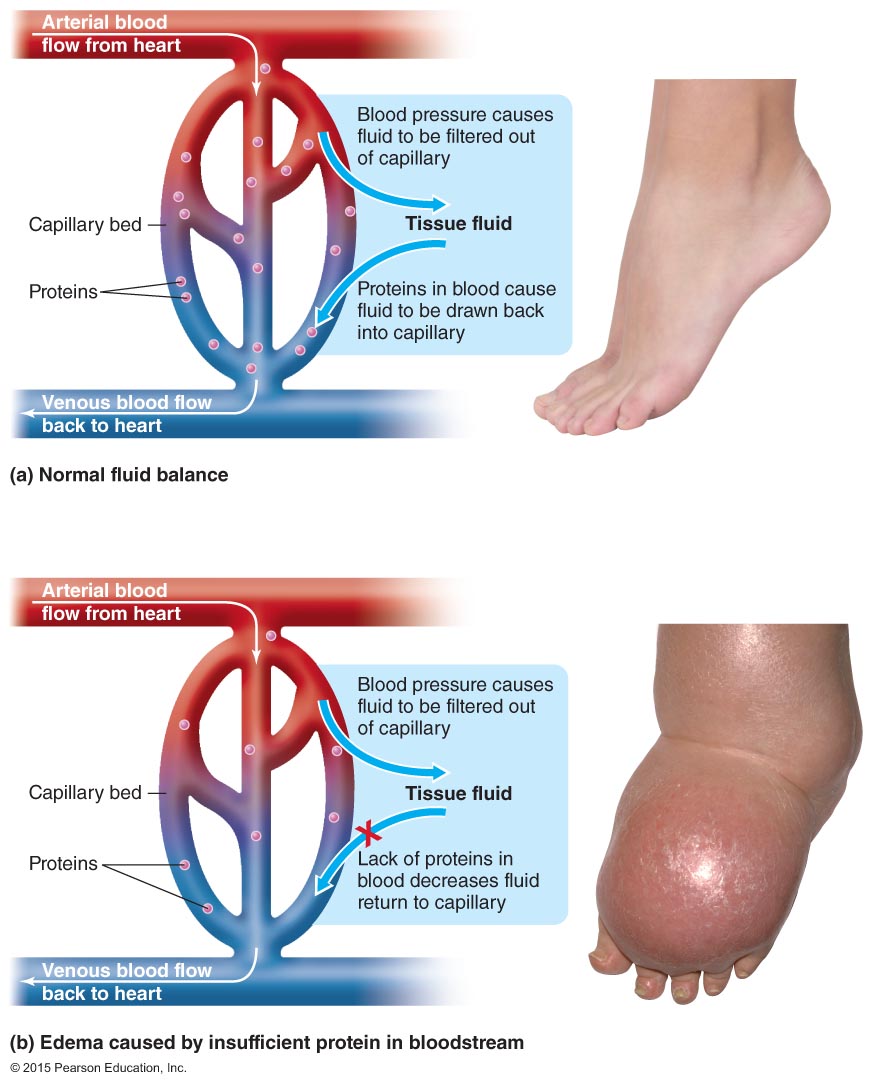 Arterial blood
flow from heart
Blood pressure causes
fluid to be filtered out
of capillary
Capillary bed
Tissue fluid
Proteins
Proteins in blood cause
fluid to be drawn back
into capillary
Venous blood flow
back to heart
(a) Normal fluid balance
Arterial blood
flow from heart
Blood pressure causes
fluid to be filtered out
of capillary
Capillary bed
Tissue fluid
Proteins
Lack of proteins in
blood decreases fluid
return to capillary
Venous blood flow
back to heart
(b) Edema caused by insufficient protein in bloodstream
© 2015 Pearson Education, Inc.